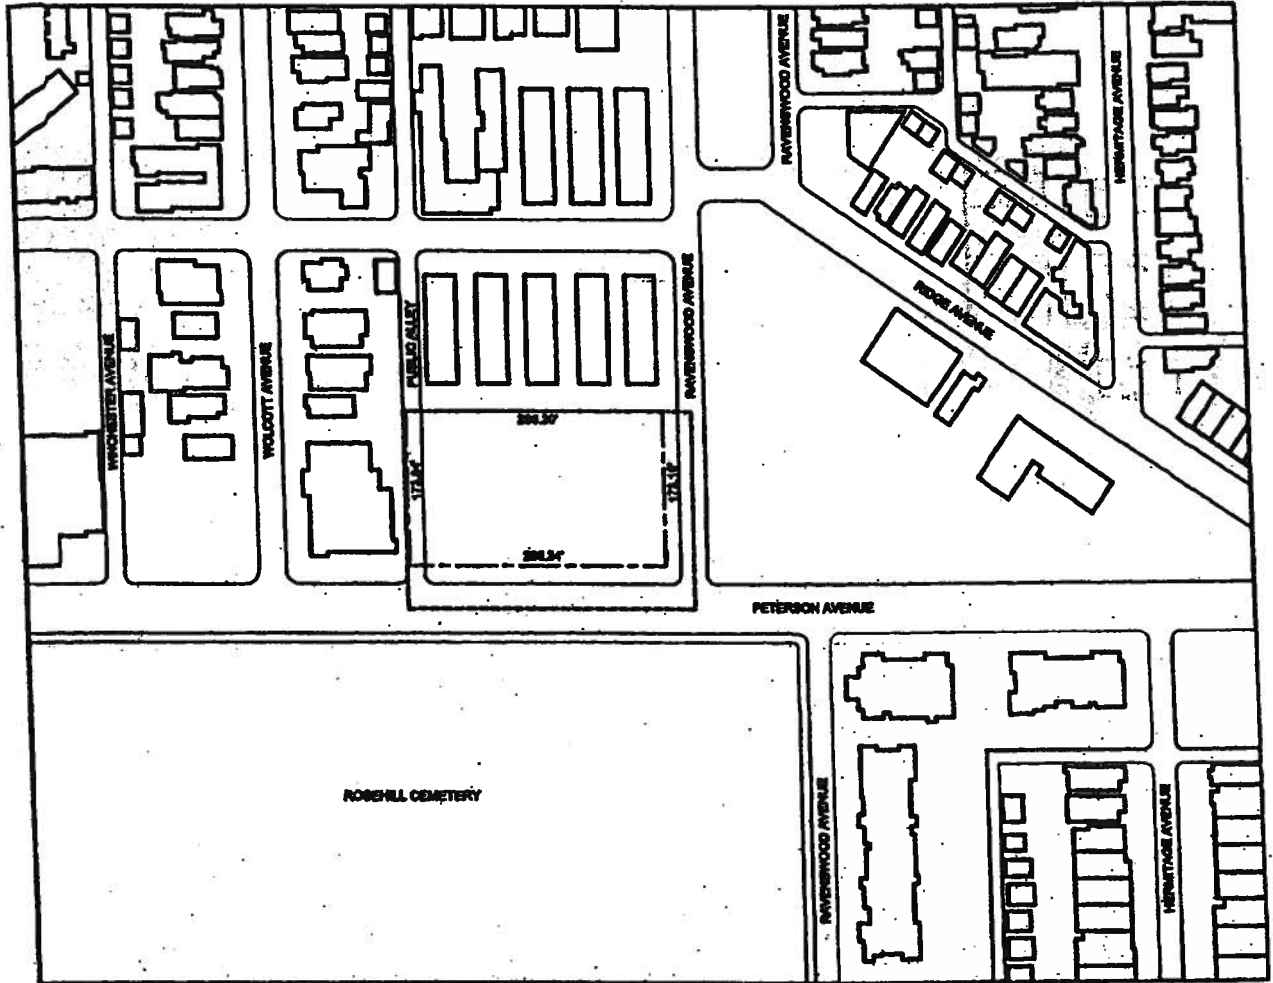 RAVENSWOOD AVENUE
HERMITAGE AVENUE
RIDGE AVENUE
RAVENSWOOD AVENUE
PUBLIC ALLEY
WOLCOTT AVENUE
WINCHESTER AVENUE
PETERSON AVENUE
ROSEHILL CEMETERY
RAVENSWOOD AVENUE
HERMITAGE AVENUE